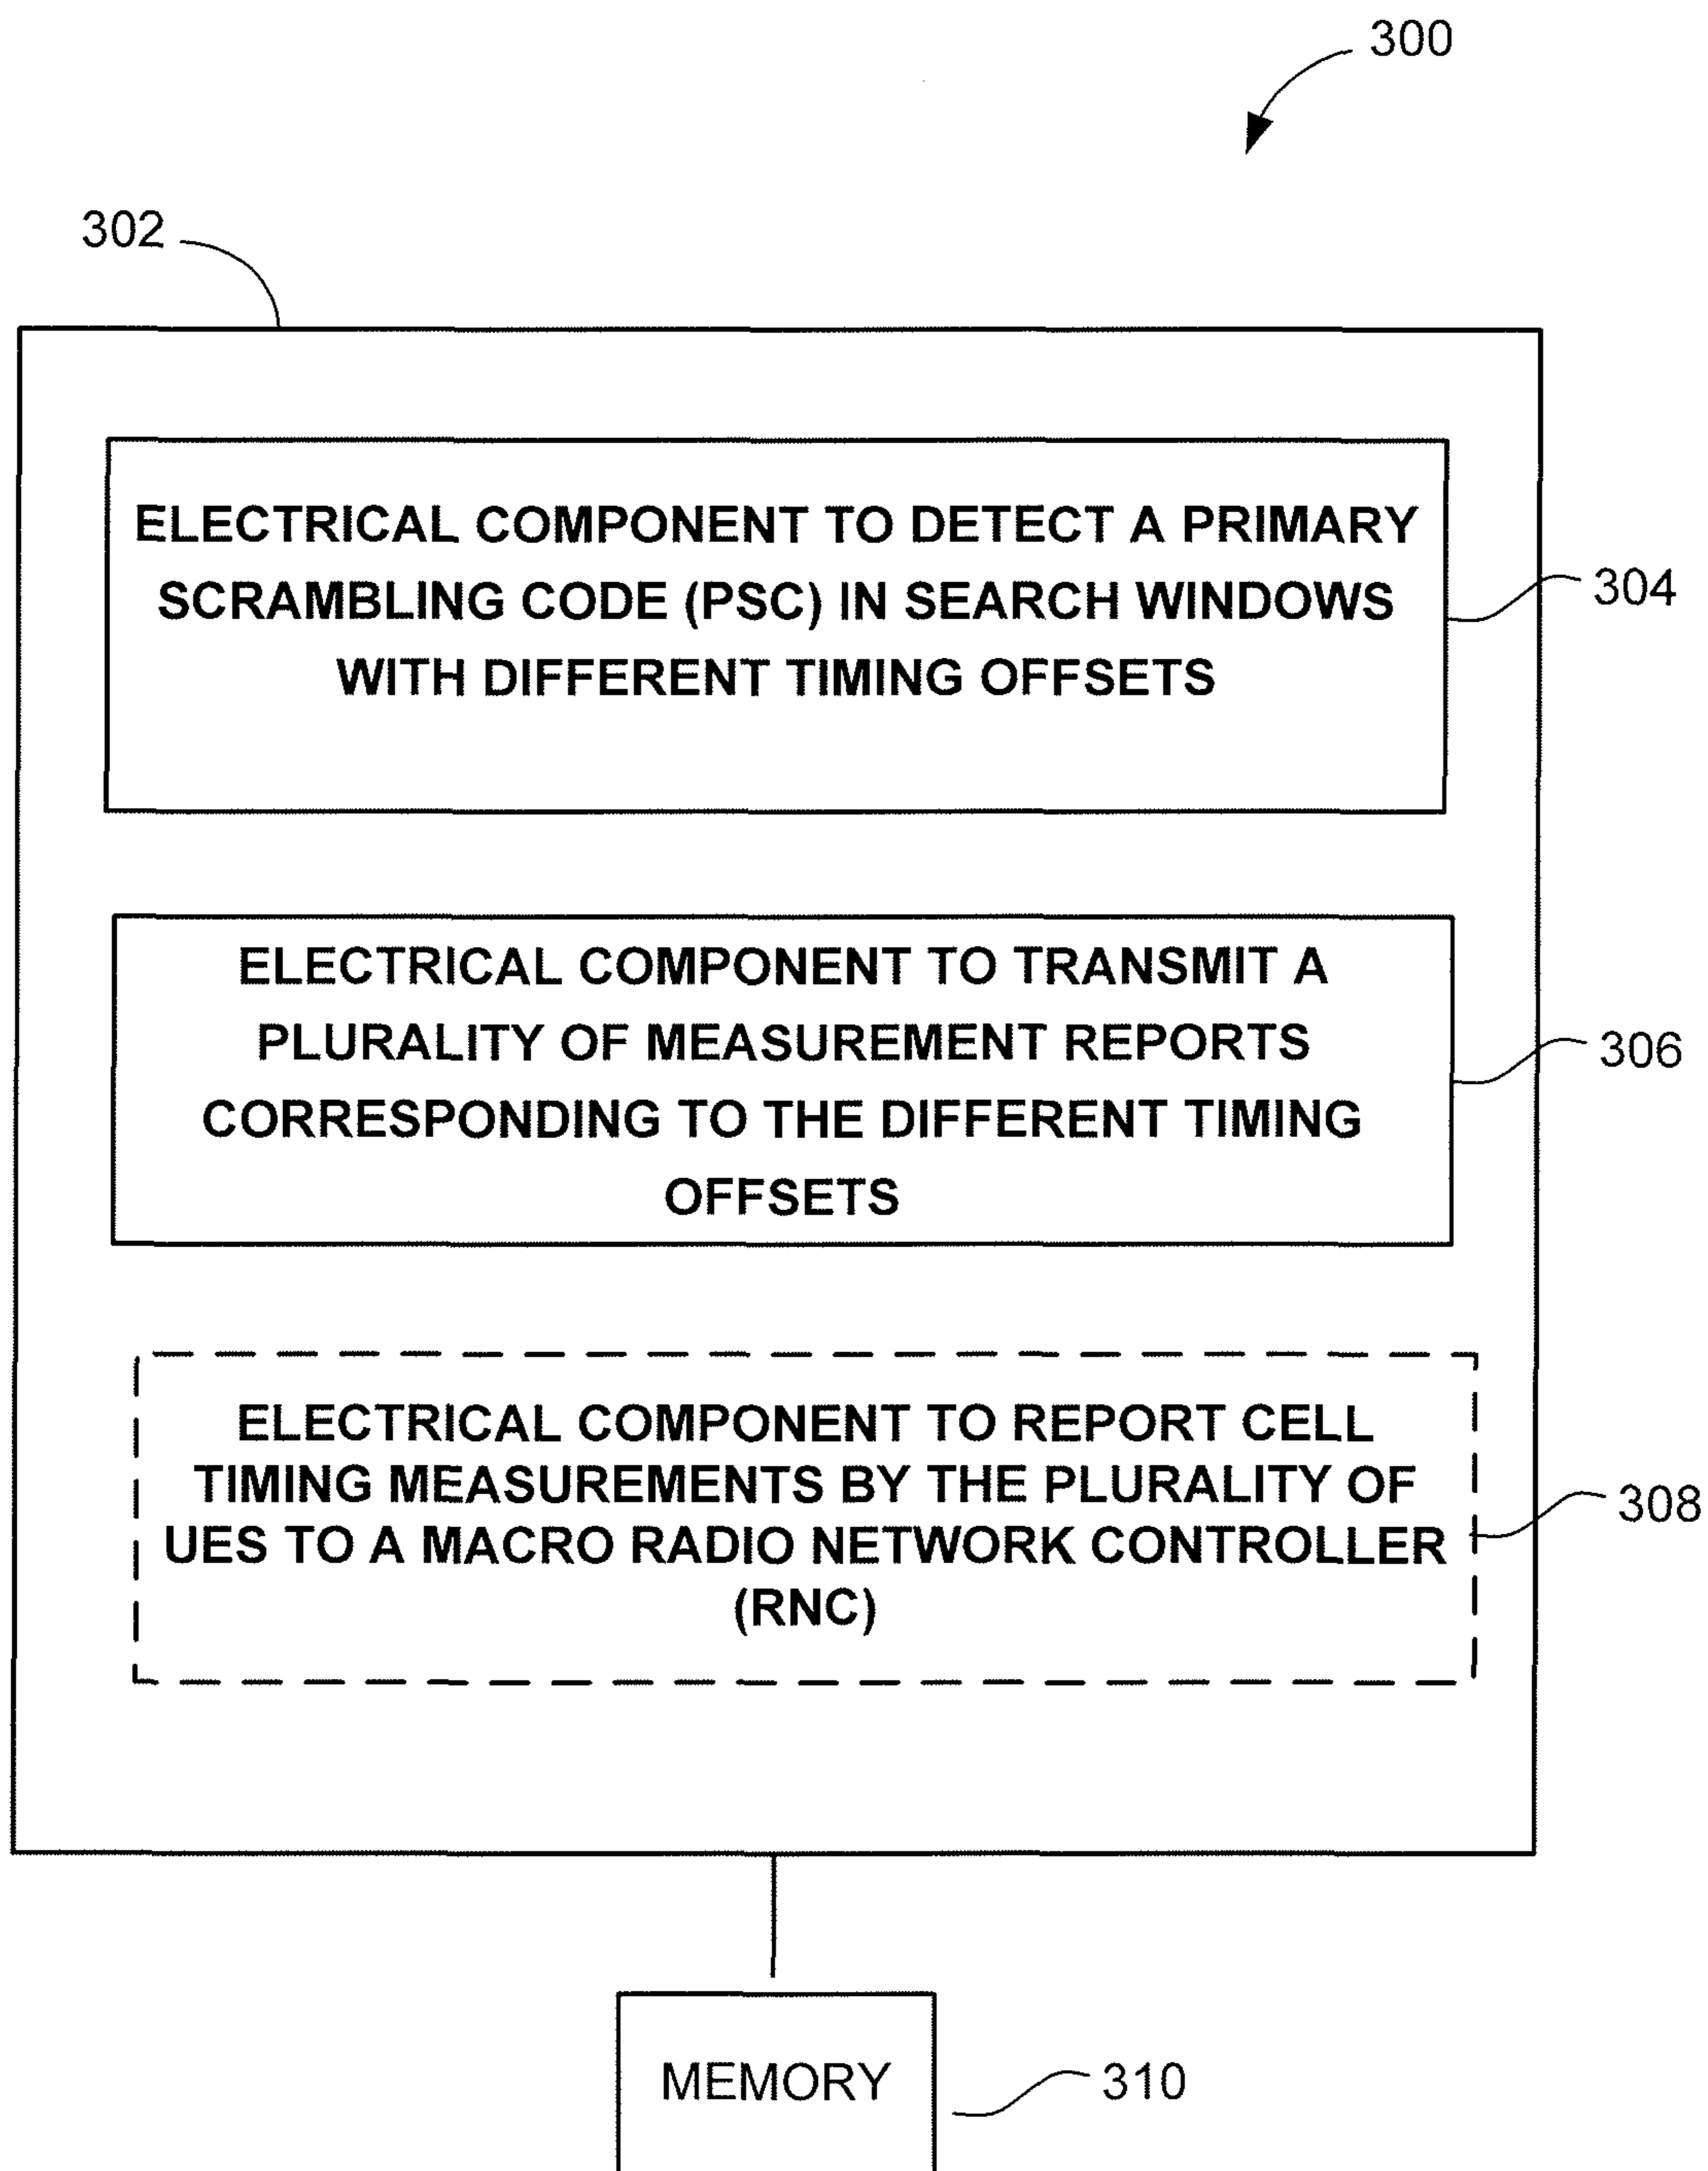 300
302
ELECTRICAL COMPONENT TO DETECT A PRIMARY
SCRAMBLING CODE (PSC) IN SEARCH WINDOWS
WITH DIFFERENT TIMING OFFSETS
304
ELECTRICAL COMPONENT TO TRANSMIT A
PLURALITY OF MEASUREMENT REPORTS
CORRESPONDING TO THE DIFFERENT TIMING
OFFSETS
306
ELECTRICAL COMPONENT TO REPORT CELL
TIMING MEASUREMENTS BY THE PLURALITY OF
UES TO A MACRO RADIO NETWORK CONTROLLER
(RNC)
308
MEMORY
310